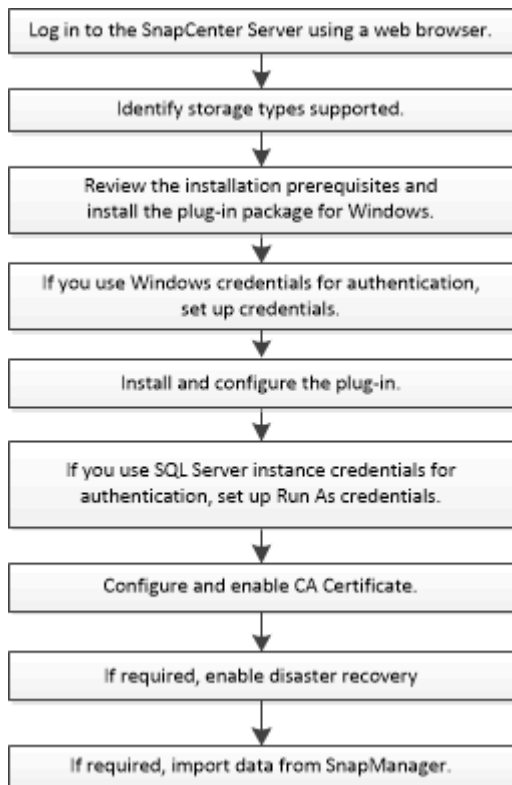 Log in to the SnapCenter Server using a web browser.
Identify storage types supported.
Review the installation prerequisites and
install the plug-in package for Windows.
If you use Windows credentials for authentication,
set up credentials.
Install and configure the plug-in.
If you use SQL Server instance credentials for
authentication, set up Run As credentials.
Configure and enable CA Certificate.
If required, enable disaster recovery
If required, import data from SnapManager.